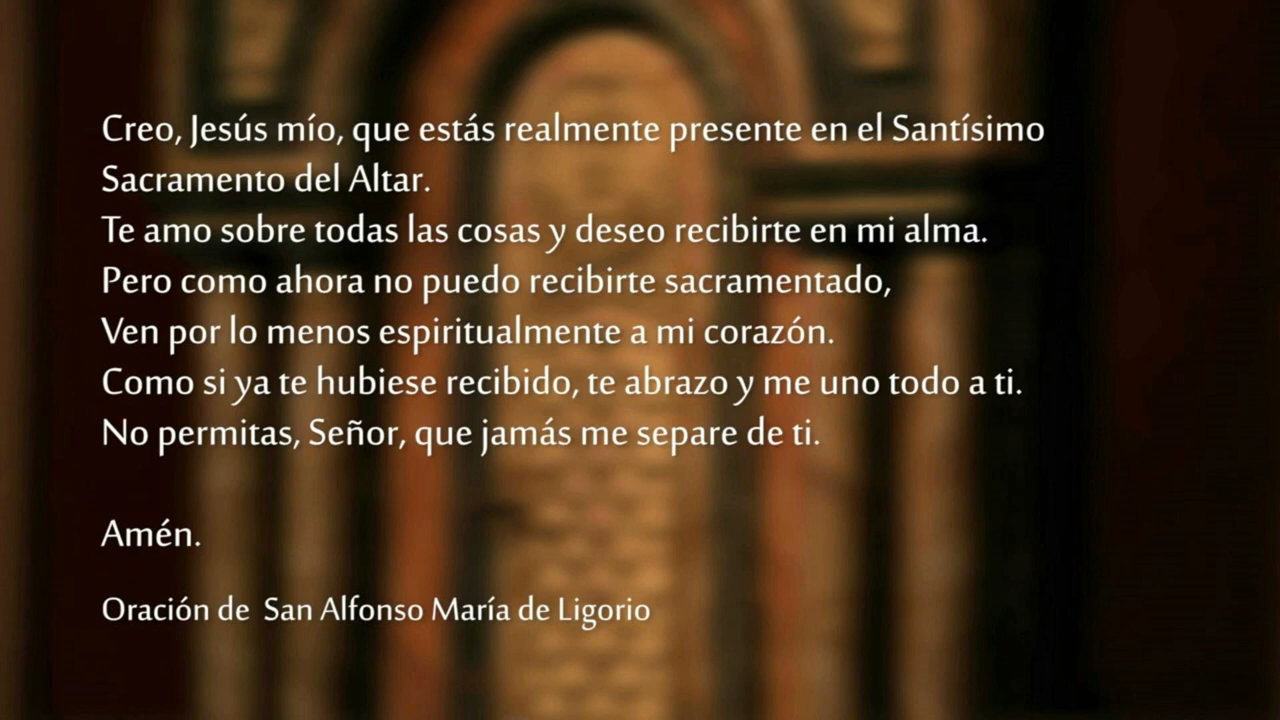 Creo, Jesús mío, que estás realmente presente en el Santísimo
Sacramento del Altar.
Te amo sobre todas las cosas y deseo recibirte en mi alma.
Pero como ahora no puedo recibirte sacramentado,
Ven por lo menos espiritualmente a mi corazón.
Como si ya te hubiese recibido, te abrazo y me uno todo a ti.
No permitas, Señor, que jamás me separe de ti.
Amén.
Oración de San Alfonso María de Ligorio